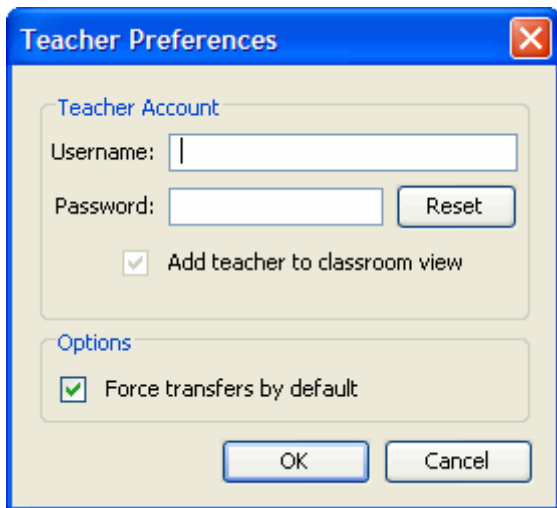 Teacher Preferences
Teacher Account
Username:
Password:
Reset
Add teacher to classroom view
Options
Force transfers by default
OK
Cancel